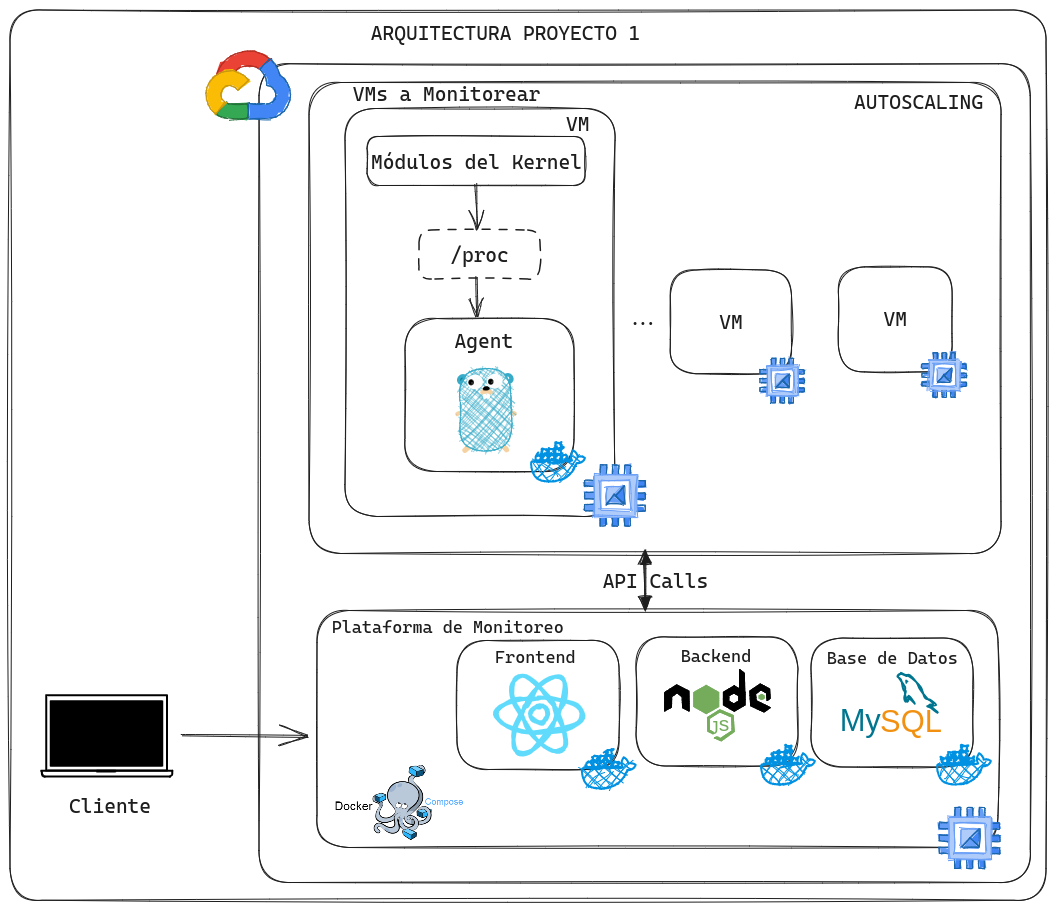 ARQUITECTURA PROYECTO 1
VMs a Monitorear
AUTOSCALING
VM
Módulos del Kernel
/proc
Agent
...
VM
VM
API Calls
Plataforma de Monitoreo
Frontend
Backend
node
JS
Base de Datos
MySQL
Docker Compose
Cliente